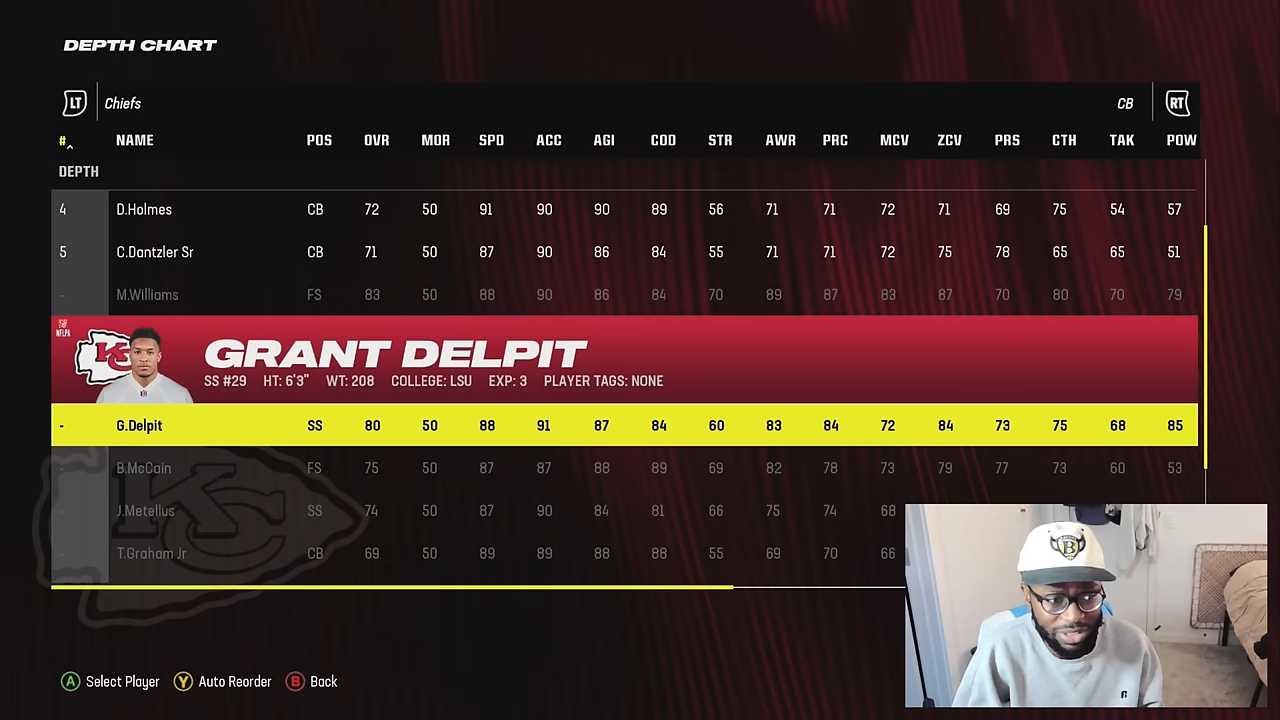 DEPTH CHART
LT Chiefs CB RT
# NAME POS OVR MOR SPD ACC AGI COD STR AWR PRC MCV ZCV PRS CTH TAK POW
DEPTH
4 D.Holmes CB 72 50 91 90 90 89 56 71 71 72 71 69 75 54 57
5 C.Dantzler Sr CB 71 50 87 90 86 84 55 71 71 72 75 78 65 65 51
- M.Williams FS 83 50 88 90 86 84 70 89 87 83 87 70 80 70 79
NFLPA
KC
GRANT DELPIT
SS #29 HT: 6'3" WT: 208 COLLEGE: LSU EXP: 3 PLAYER TAGS: NONE
- G.Delpit SS 80 50 88 91 87 84 60 83 84 72 84 73 75 68 85
- B.McCain FS 75 50 87 87 88 89 69 82 78 73 79 77 73 60 53
- J.Metellus SS 74 50 87 90 84 81 66 75 74 68
- T.Graham Jr CB 69 50 89 89 88 88 55 69 70 66
KC
B
A Select Player Y Auto Reorder B Back